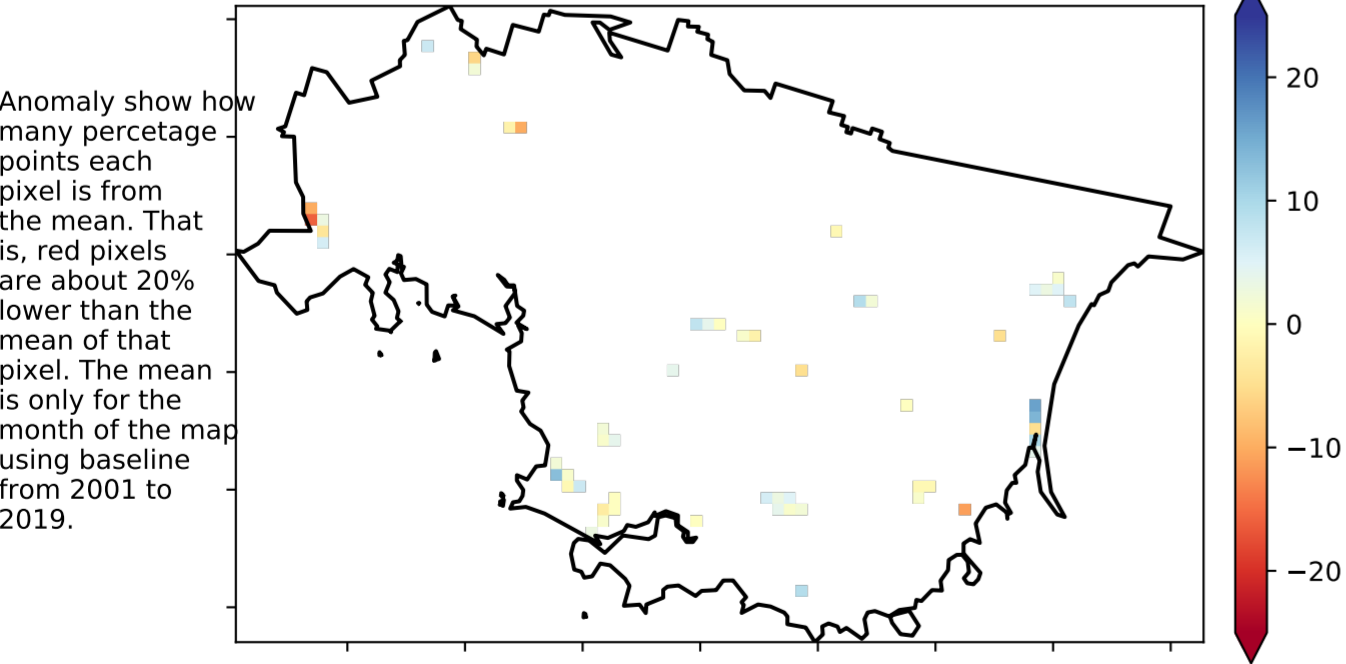 Anomaly show how
many percetage
points each
pixel is from
the mean. That
is, red pixels
are about 20%
lower than the
mean of that
pixel. The mean
is only for the
month of the map
using baseline
from 2001 to
2019.
20
10
0
−10
−20